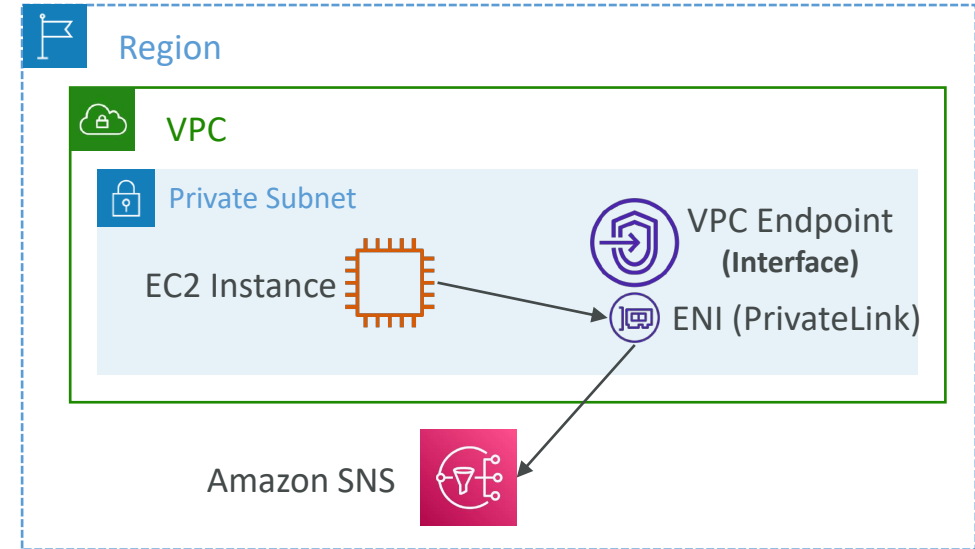 Region
VPC
Private Subnet
VPC Endpoint
(Interface)
EC2 Instance
ENI (PrivateLink)
Amazon SNS